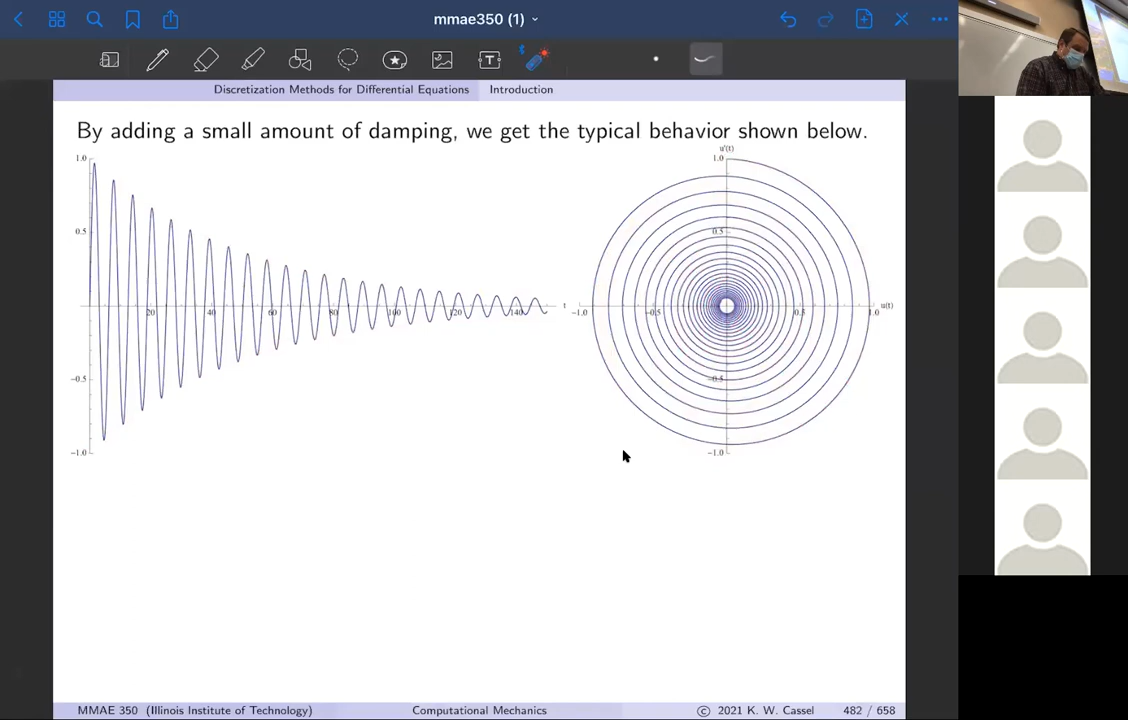 mmae350 (1)
Discretization Methods for Differential Equations Introduction
By adding a small amount of damping, we get the typical behavior shown below.
1.0
0.5
20 40 60 80 100 120 140 t
−0.5
−1.0
u'(t)
1.0
0.5
−1.0 −0.5 0.5 1.0 u(t)
−0.5
−1.0
MMAE 350 (Illinois Institute of Technology) Computational Mechanics © 2021 K. W. Cassel 482 / 658